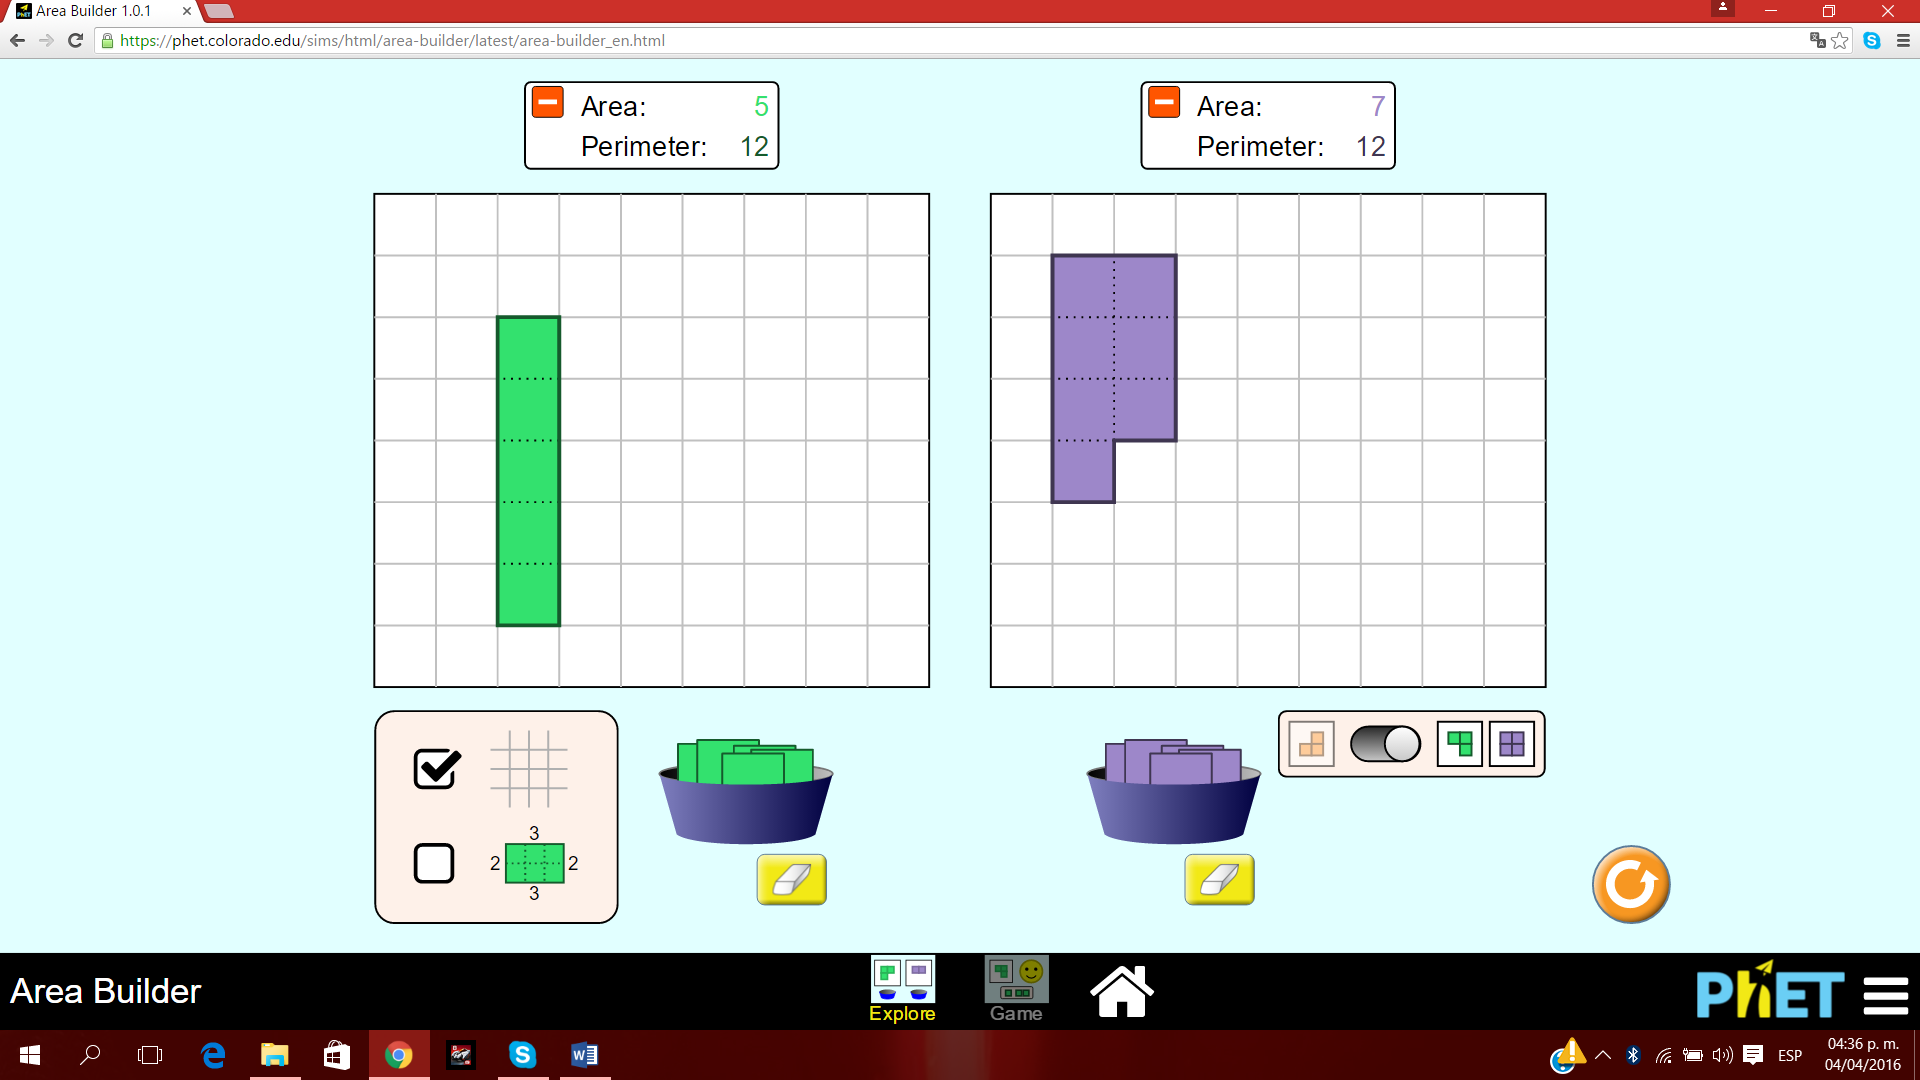 Area Builder 1.0.1
https://phet.colorado.edu/sims/html/area-builder/latest/area-builder_en.html
Area: 5
Perimeter: 12
Area: 7
Perimeter: 12
3
2 2
3
Area Builder
Explore
Game
PhET
ESP
04:36 p. m.
04/04/2016